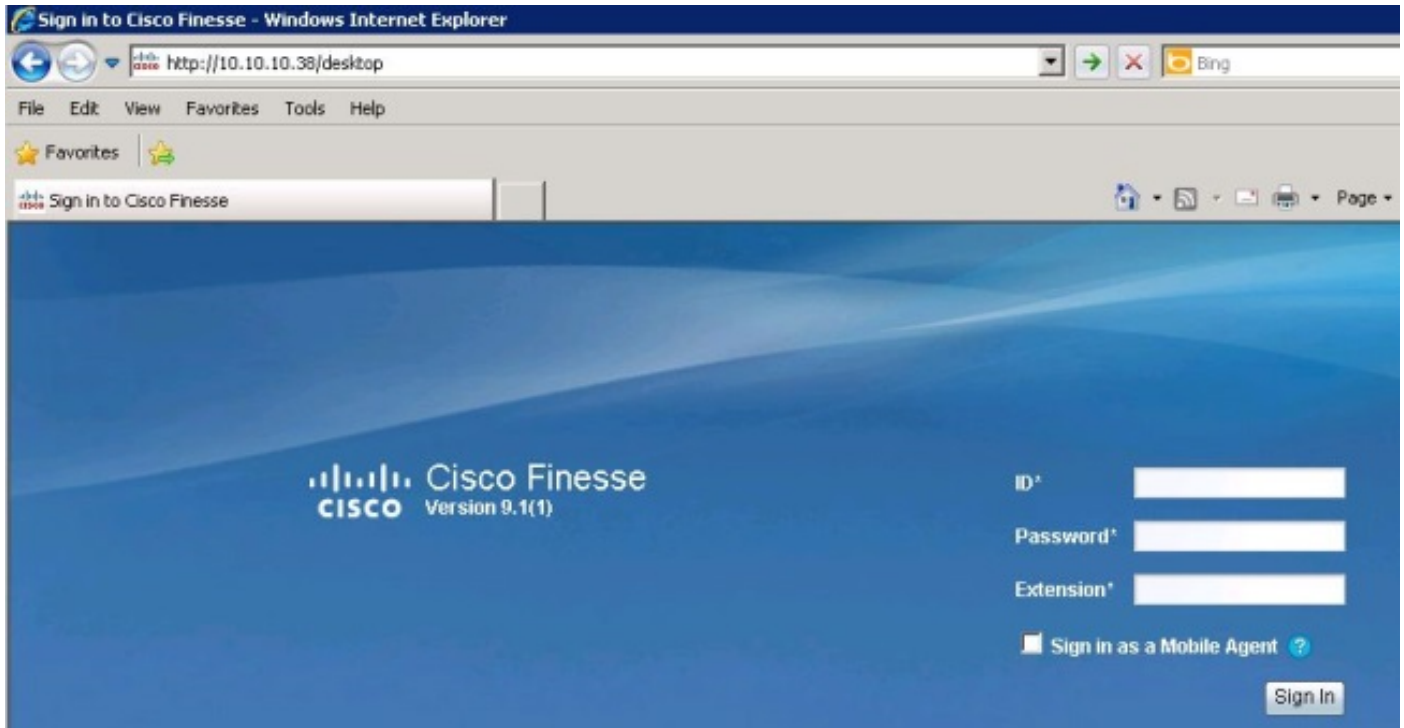 Sign in to Cisco Finesse - Windows Internet Explorer
http://10.10.10.38/desktop
Bing
File Edit View Favorites Tools Help
Favorites
Sign in to Cisco Finesse
Page
CISCO
Cisco Finesse
Version 9.1(1)
ID*
Password*
Extension*
Sign in as a Mobile Agent ?
Sign In